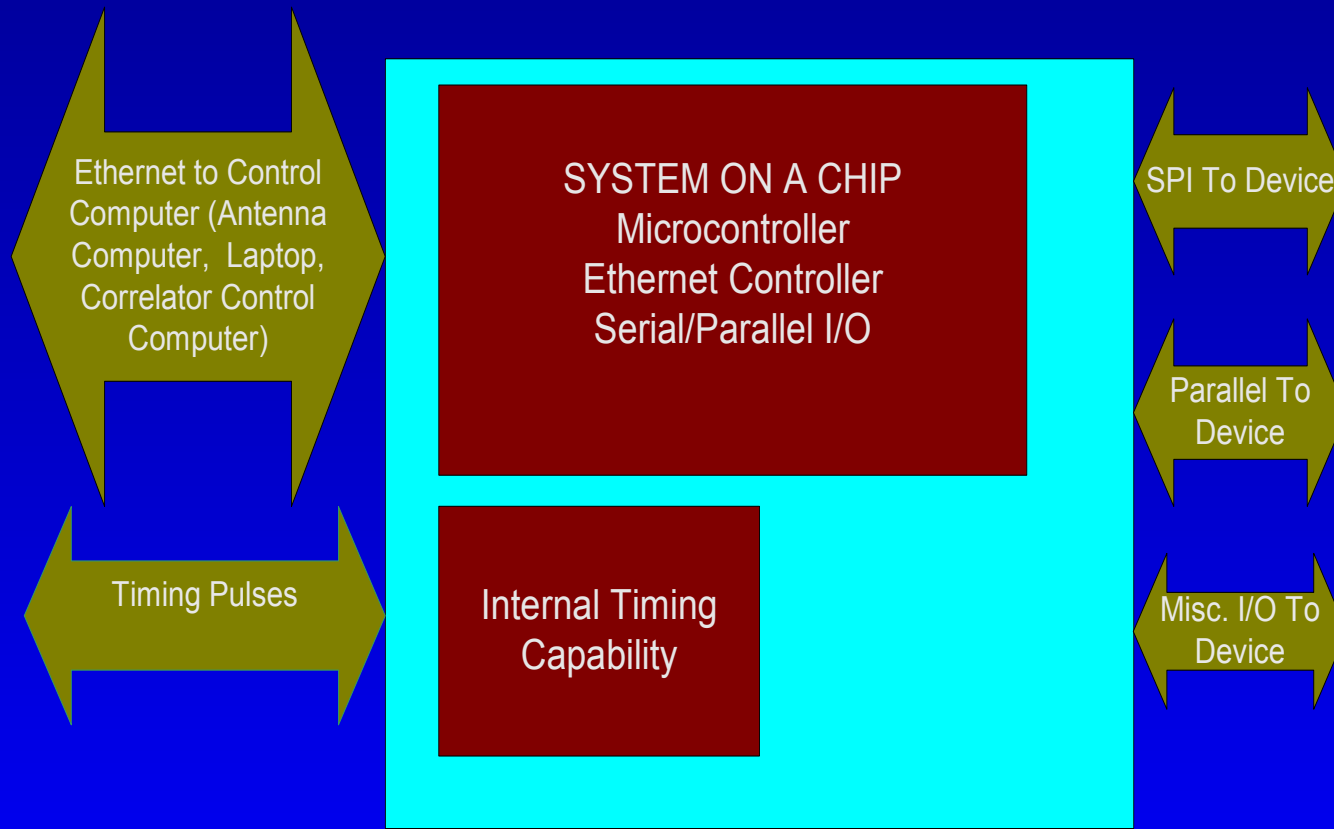 Ethernet to Control
Computer (Antenna
Computer, Laptop,
Correlator Control
Computer)
Timing Pulses
SYSTEM ON A CHIP
Microcontroller
Ethernet Controller
Serial/Parallel I/O
Internal Timing
Capability
SPI To Device
Parallel To
Device
Misc. I/O To
Device